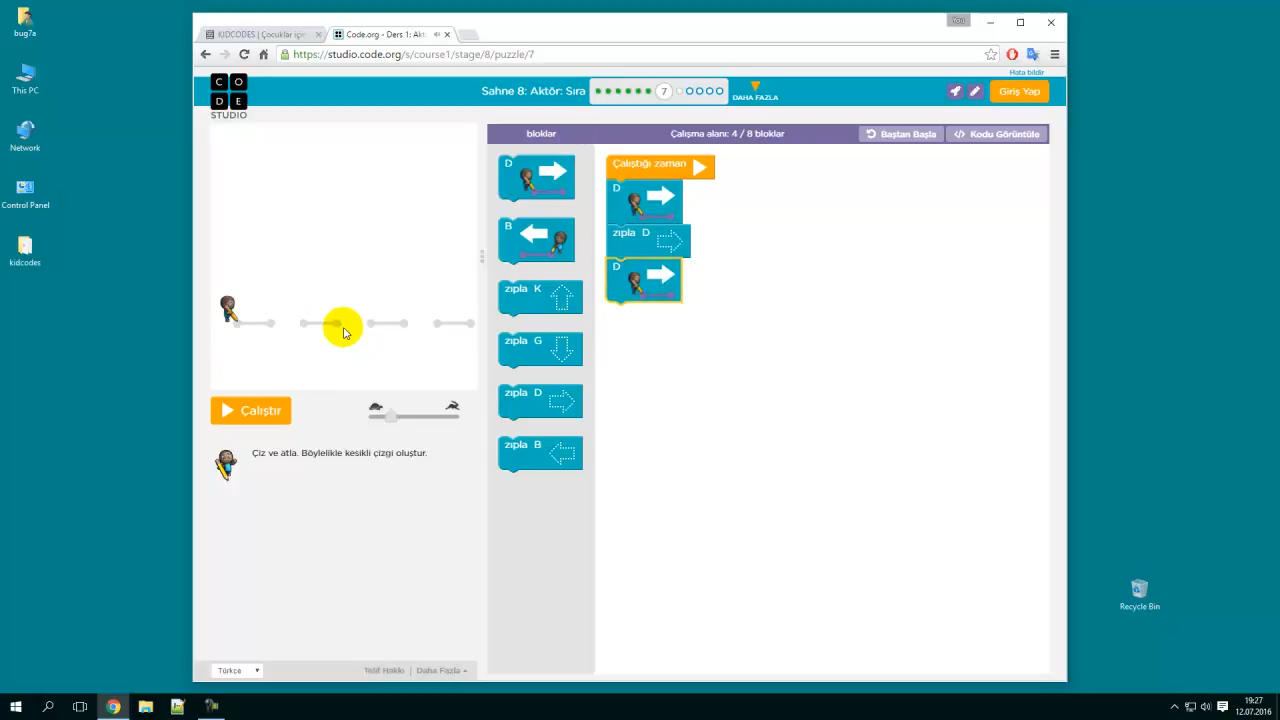 bug7a
This PC
Network
Control Panel
kidcodes
Recycle Bin
You
KIDCODES | Çocuklar için
Code.org - Ders 1: Akt
https://studio.code.org/s/course1/stage/8/puzzle/7
Hata bildir
C O
D E
STUDIO
Sahne 8: Aktör: Sıra
7
DAHA FAZLA
Giriş Yap
bloklar
Çalışma alanı: 4 / 8 bloklar
Baştan Başla
Kodu Görüntüle
D
B
zıpla K
zıpla G
zıpla D
zıpla B
Çalıştığı zaman
D
zıpla D
D
Çalıştır
Çiz ve atla. Böylelikle kesikli çizgi oluştur.
Türkçe
Telif Hakkı | Daha Fazla
19:27
12.07.2016